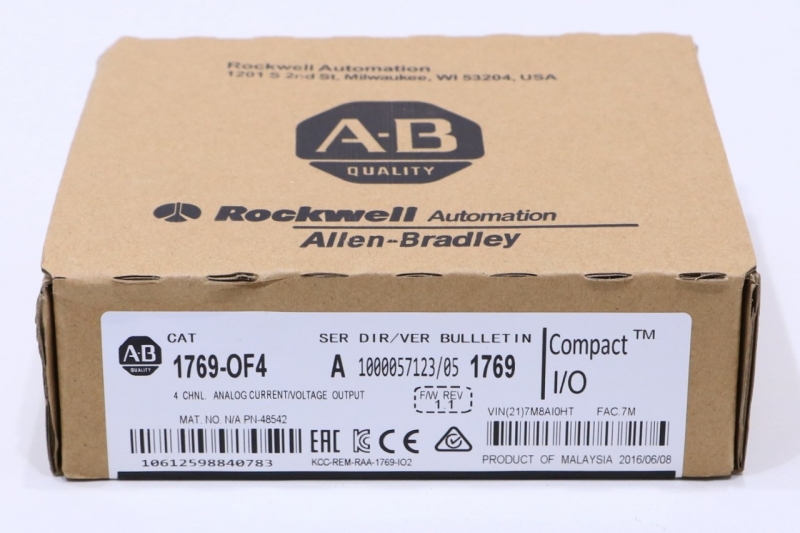 Rockwell Automation
1201 S 2nd St, Milwaukee, WI 53204, USA
A-B
QUALITY
Rockwell Automation
Allen-Bradley
A-B
QUALITY
CAT
SER DIR/VER BULLLETIN
1769-OF4
A 1000057123/05 1769
Compact™
I/O
4 CHNL. ANALOG CURRENT/VOLTAGE OUTPUT
F/W REV
1.1
MAT. NO. N/A PN-48542
VIN(21)7M8AI0HT FAC.7M
EAC CE
10612598840783
KCC-REM-RAA-1769-IO2
PRODUCT OF MALAYSIA 2016/06/08